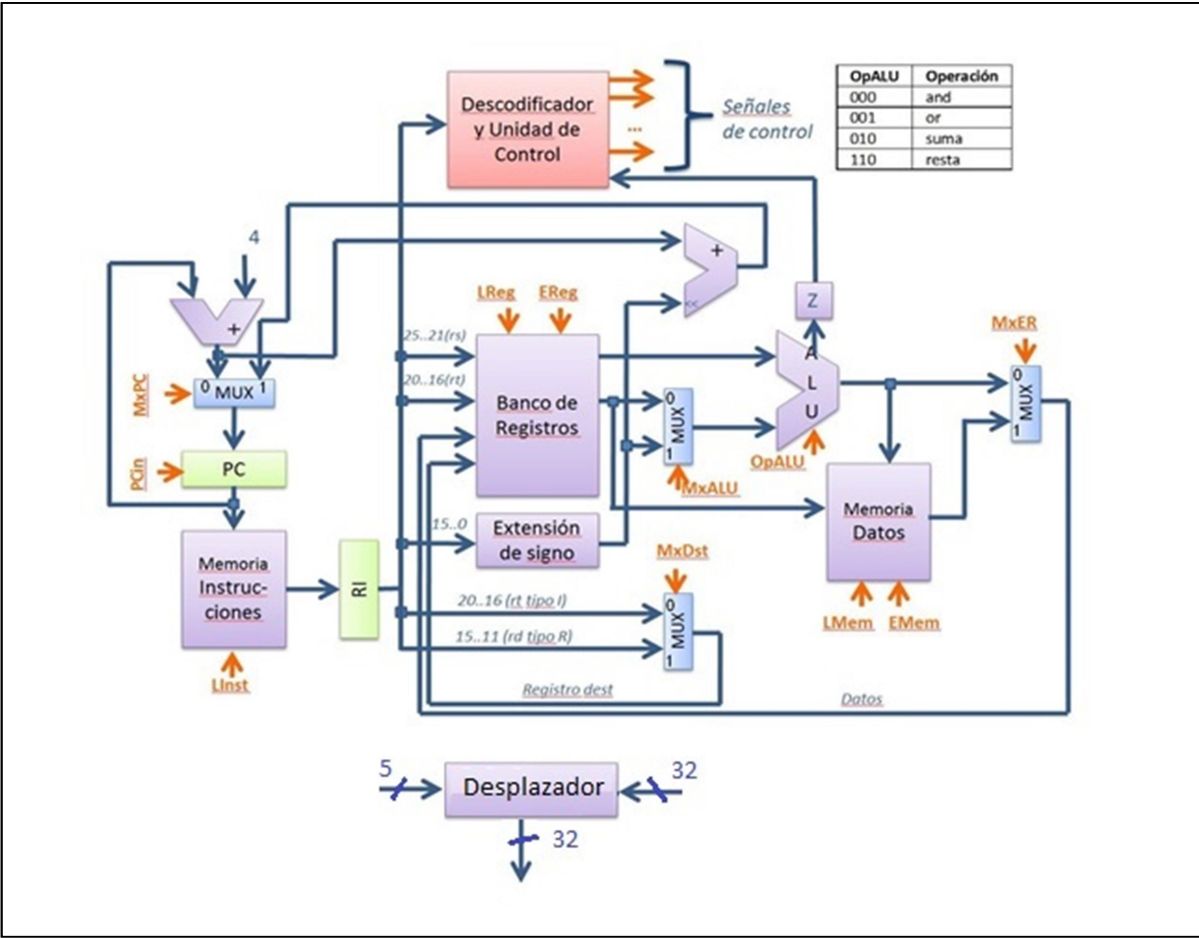 Descodificador
y Unidad de
Control
...
Señales
de control
OpALU Operación
000 and
001 or
010 suma
110 resta
4
+
+
<<
Z
LReg EReg
MxER
25..21(rs)
20..16(rt)
Banco de
Registros
0
MUX
1
A
L
U
OpALU
MxALU
0
MUX
1
MxPC
0 MUX 1
PCin
PC
Memoria
Instruc-
ciones
LInst
RI
15..0
Extensión
de signo
MxDst
20..16 (rt tipo I)
15..11 (rd tipo R)
0
MUX
1
Memoria
Datos
LMem EMem
Registro dest
Datos
5
Desplazador
32
32